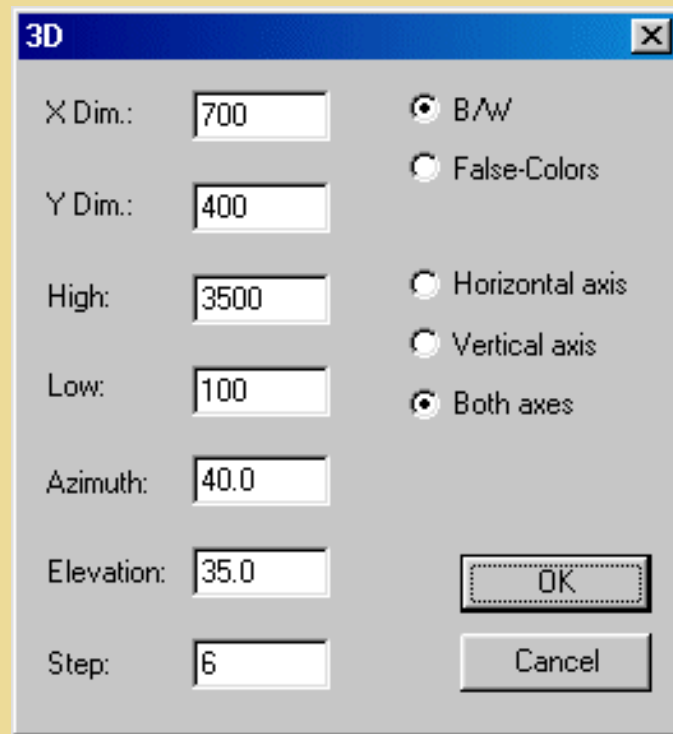 3D
X Dim.: 700
Y Dim.: 400
High: 3500
Low: 100
Azimuth: 40.0
Elevation: 35.0
Step: 6
B/W
False-Colors
Horizontal axis
Vertical axis
Both axes
OK
Cancel